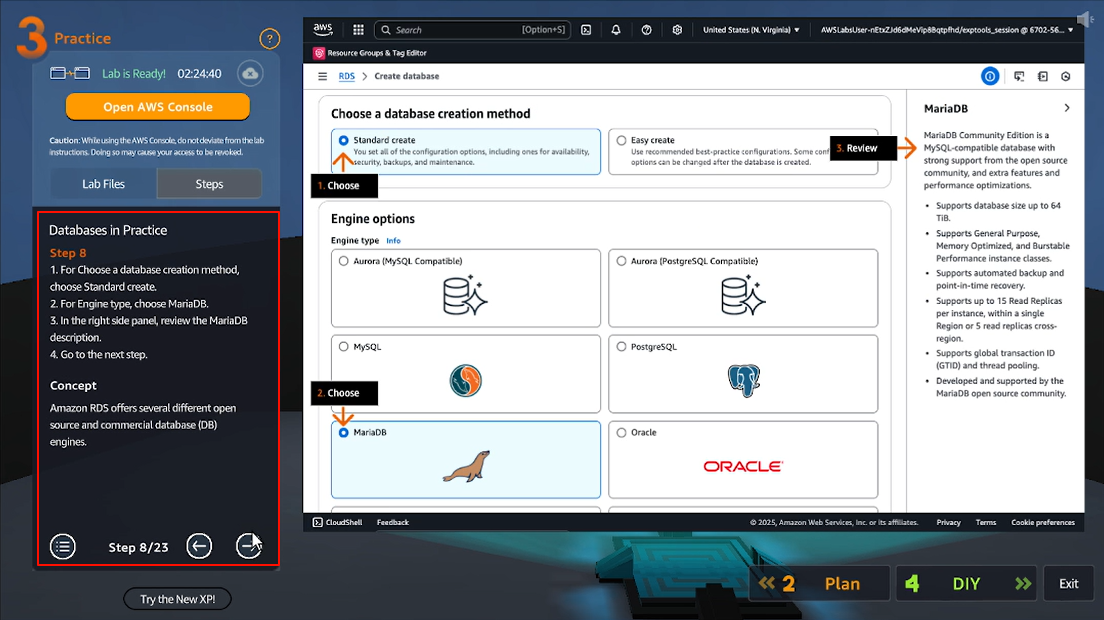 3 Practice
?
Lab is Ready! 02:24:40
Open AWS Console
Caution: While using the AWS Console, do not deviate from the lab
instructions. Doing so may cause your access to be revoked.
Lab Files
Steps
Databases in Practice
Step 8
1. For Choose a database creation method,
choose Standard create.
2. For Engine type, choose MariaDB.
3. In the right side panel, review the MariaDB
description.
4. Go to the next step.
Concept
Amazon RDS offers several different open
source and commercial database (DB)
engines.
Step 8/23
Try the New XP!
aws
Search
[Option+S]
United States (N. Virginia)
AWSLabsUser-nEtxZJd6dMeVip8Bqtpfhd/exptools_session @ 6702-56...
Resource Groups & Tag Editor
RDS > Create database
Choose a database creation method
Standard create
You set all of the configuration options, including ones for availability,
security, backups, and maintenance.
Easy create
Use recommended best-practice configurations. Some conf
options can be changed after the database is created.
1. Choose
3. Review
Engine options
Engine type Info
Aurora (MySQL Compatible)
Aurora (PostgreSQL Compatible)
MySQL
PostgreSQL
2. Choose
MariaDB
Oracle
ORACLE
MariaDB
MariaDB Community Edition is a
MySQL-compatible database with
strong support from the open source
community, and extra features and
performance optimizations.
• Supports database size up to 64
TiB.
• Supports General Purpose,
Memory Optimized, and Burstable
Performance instance classes.
• Supports automated backup and
point-in-time recovery.
• Supports up to 15 Read Replicas
per instance, within a single
Region or 5 read replicas cross-
region.
• Supports global transaction ID
(GTID) and thread pooling.
• Developed and supported by the
MariaDB open source community.
CloudShell
Feedback
© 2025, Amazon Web Services, Inc. or its affiliates.
Privacy
Terms
Cookie preferences
2 Plan
4 DIY
Exit